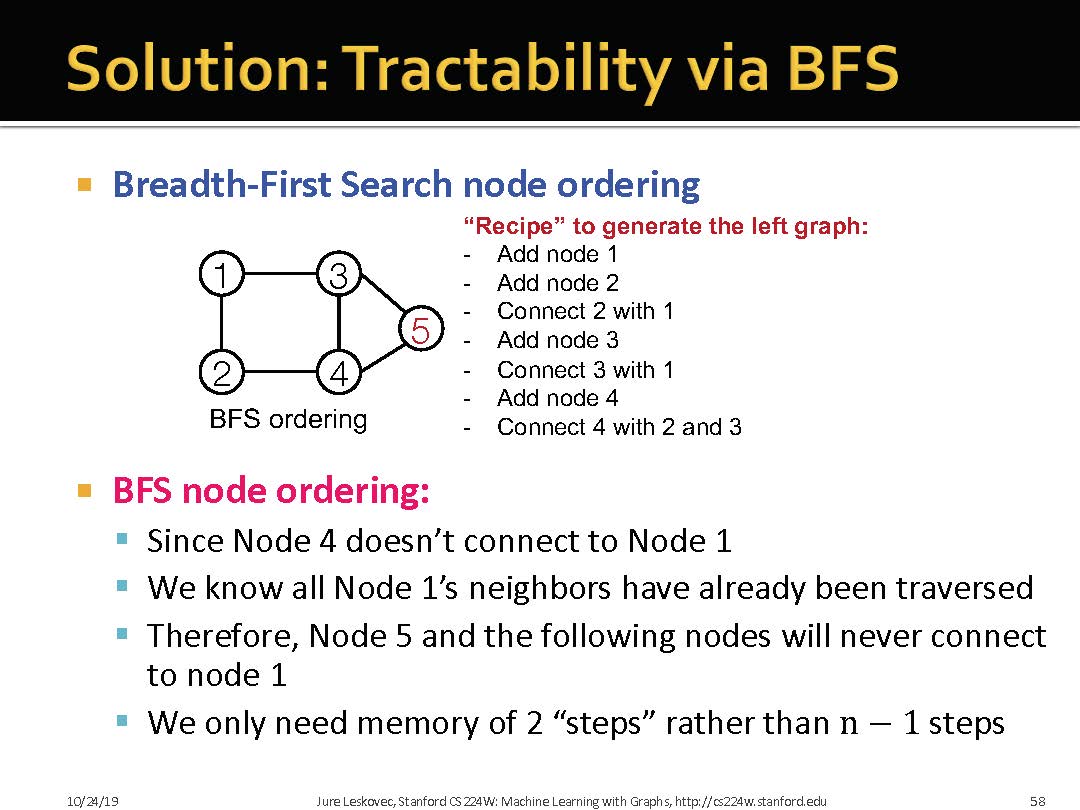 Solution: Tractability via BFS
Breadth-First Search node ordering
1
3
5
2
4
BFS ordering
“Recipe” to generate the left graph:
- Add node 1
- Add node 2
- Connect 2 with 1
- Add node 3
- Connect 3 with 1
- Add node 4
- Connect 4 with 2 and 3
BFS node ordering:
Since Node 4 doesn’t connect to Node 1
We know all Node 1’s neighbors have already been traversed
Therefore, Node 5 and the following nodes will never connect
to node 1
We only need memory of 2 “steps” rather than n − 1 steps
10/24/19
Jure Leskovec, Stanford CS224W: Machine Learning with Graphs, http://cs224w.stanford.edu
58